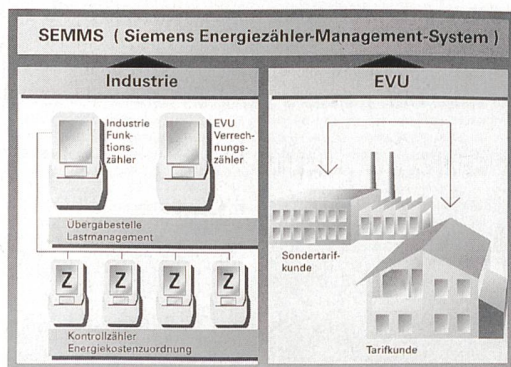 SEMMS ( Siemens Energiezähler-Management-System )
Industrie
Industrie
Funk-
tions-
zähler
EVU
Verrech-
nungs-
zähler
Übergabestelle
Lastmanagement
Z Z Z Z
Kontrollzähler
Energiekostenzuordnung
EVU
Sondertarif-
kunde
Tarifkunde